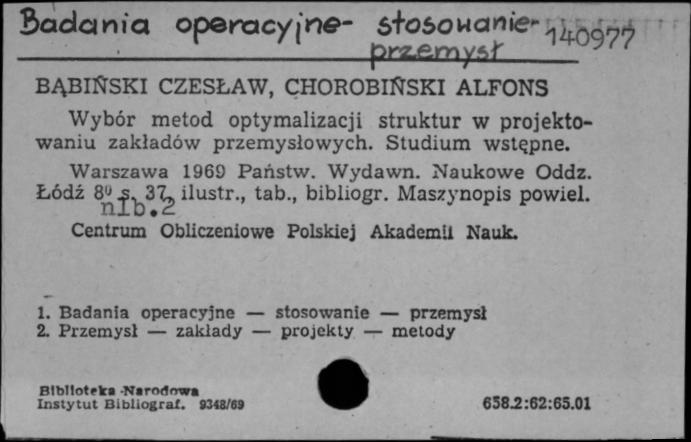 Badania operacyjne- stosowanie- 140977
przemysł
BĄBIŃSKI CZESŁAW, CHOROBIŃSKI ALFONS
Wybór metod optymalizacji struktur w projekto-
waniu zakładów przemysłowych. Studium wstępne.
Warszawa 1969 Państw. Wydawn. Naukowe Oddz.
Łódź 8⁰ s. 37, ilustr., tab., bibliogr. Maszynopis powiel.
nlb.2
Centrum Obliczeniowe Polskiej Akademii Nauk.
1. Badania operacyjne — stosowanie — przemysł
2. Przemysł — zakłady — projekty — metody
Biblioteka Narodowa
Instytut Bibliograf. 9348/69 658.2:62:65.01